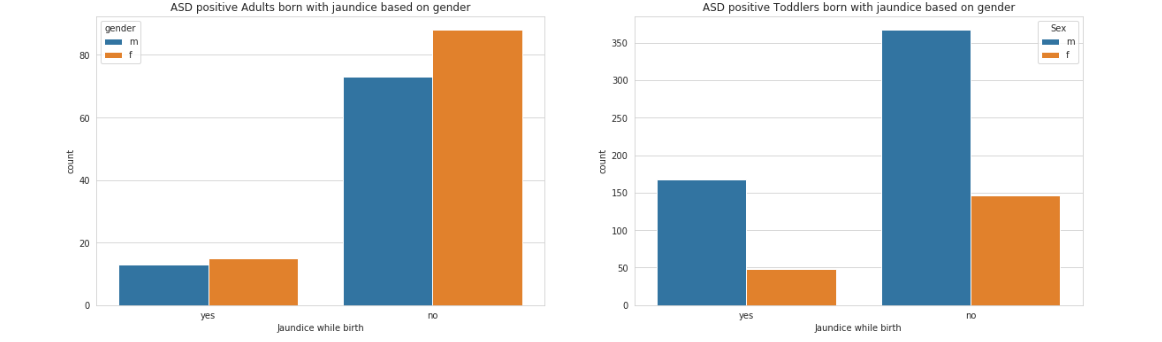 ASD positive Adults born with jaundice based on gender
gender
m
f
80
60
40
20
0
count
yes
no
Jaundice while birth
ASD positive Toddlers born with jaundice based on gender
Sex
m
f
350
300
250
200
150
100
50
0
count
yes
no
Jaundice while birth